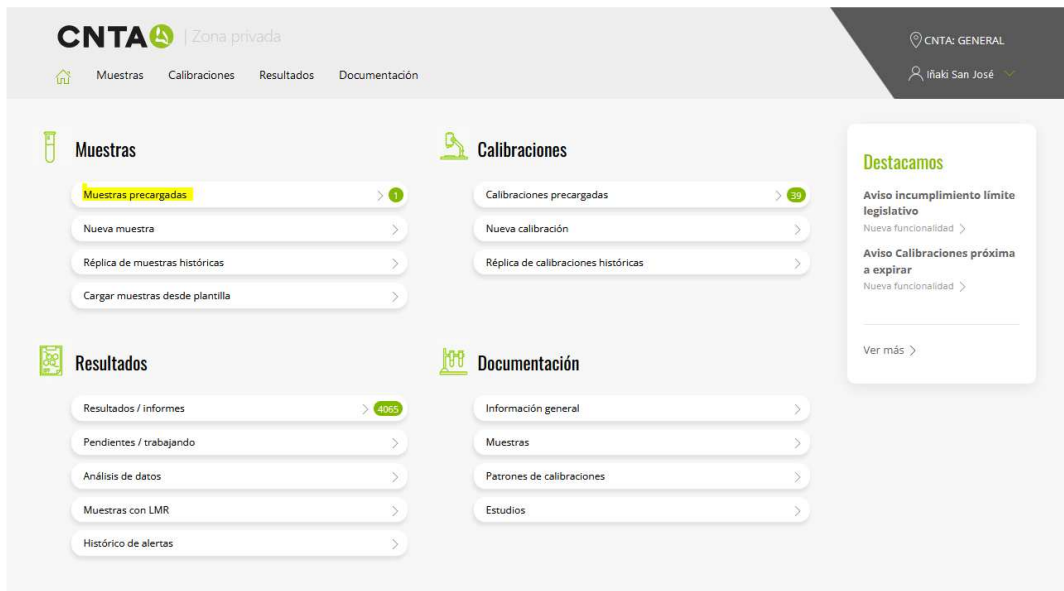 CNTA | Zona privada
CNTA: GENERAL
Muestras Calibraciones Resultados Documentación
Iñaki San José
Muestras
Muestras precargadas 1
Nueva muestra
Réplica de muestras históricas
Cargar muestras desde plantilla
Calibraciones
Calibraciones precargadas 39
Nueva calibración
Réplica de calibraciones históricas
Destacamos
Aviso incumplimiento límite
legislativo
Nueva funcionalidad
Aviso Calibraciones próxima
a expirar
Nueva funcionalidad
Ver más
Resultados
Resultados / informes 4065
Pendientes / trabajando
Análisis de datos
Muestras con LMR
Histórico de alertas
Documentación
Información general
Muestras
Patrones de calibraciones
Estudios